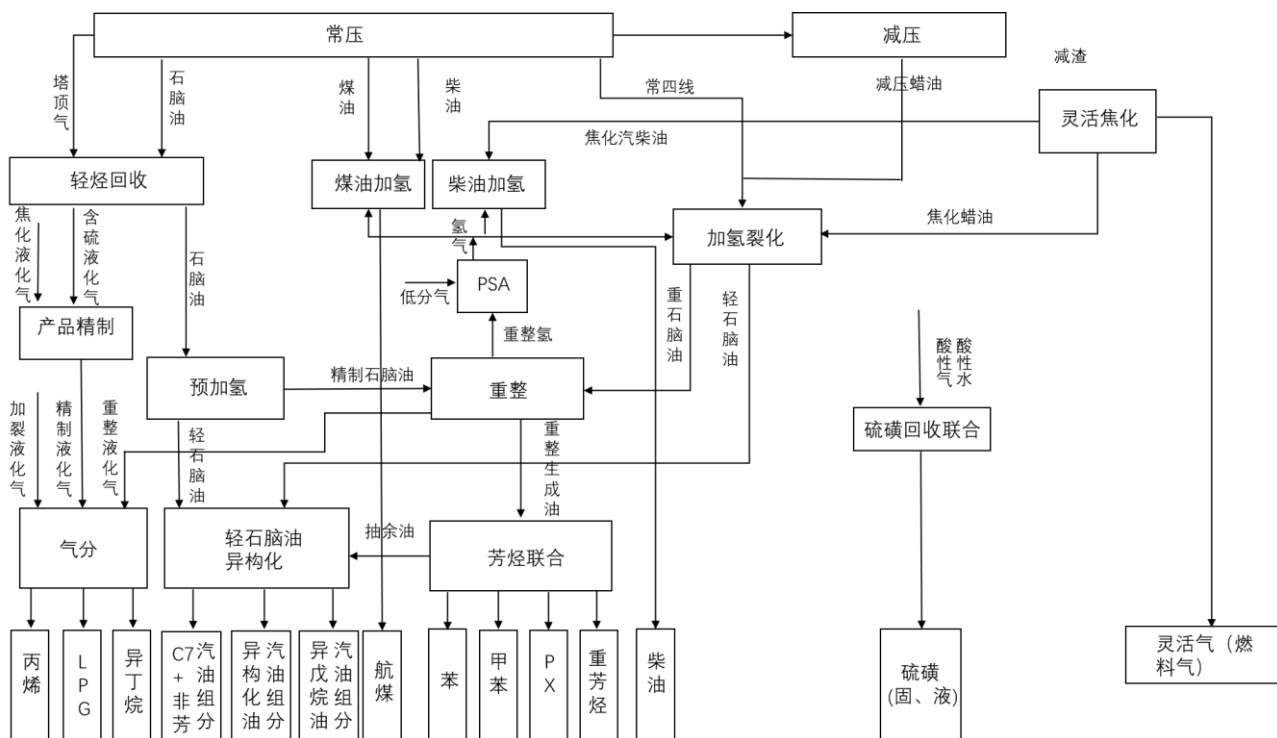 常压
减压
减渣
塔顶气
石脑油
煤油
柴油
常四线
减压蜡油
灵活焦化
焦化汽柴油
轻烃回收
煤油加氢
柴油加氢
焦化蜡油
加氢裂化
焦化液化气
含硫液化气
石脑油
氢气
PSA
低分气
重整氢
重石脑油
轻石脑油
产品精制
酸性气
酸性水
预加氢
精制石脑油
重整
加裂液化气
精制液化气
重整液化气
轻石脑油
重整生成油
硫磺回收联合
气分
轻石脑油
异构化
抽余油
芳烃联合
丙烯
LPG
异丁烷
C7+非芳
汽油组分
异构化油
汽油组分
异戊烷油
汽油组分
航煤
苯
甲苯
PX
重芳烃
柴油
硫磺
(固、液)
灵活气（燃
料气）